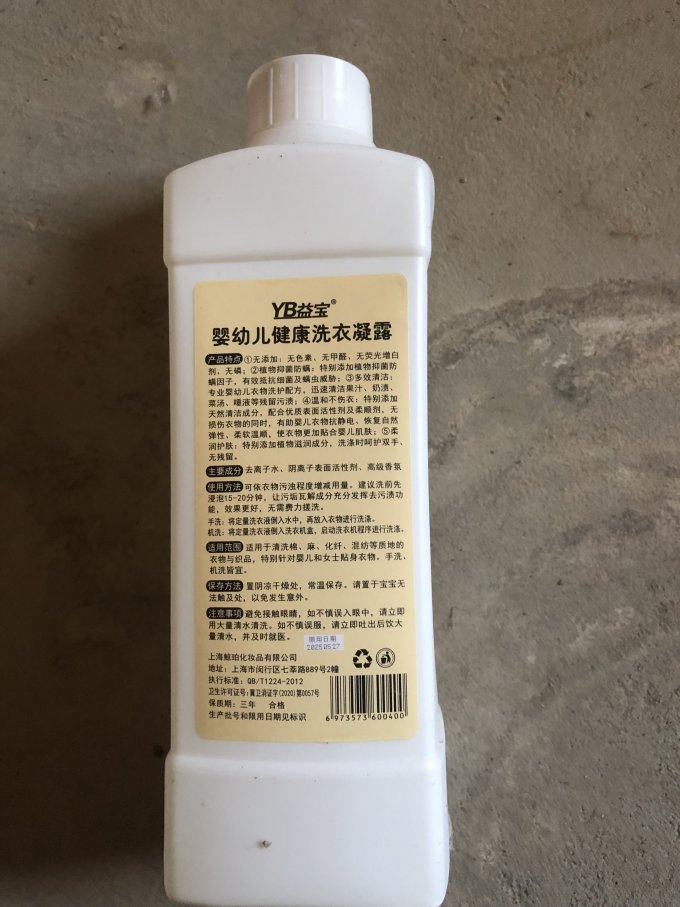 YB益宝®
婴幼儿健康洗衣凝露
产品特点 ①无添加：无色素、无甲醛、无荧光增白
剂、无磷；②植物抑菌防螨：特别添加植物抑菌防
螨因子，有效抵抗细菌及螨虫威胁；③多效清洁：
专业婴幼儿衣物洗护配方，迅速清洁果汁、奶渍、
菜汤、唾液等残留污渍；④温和不伤衣：特别添加
天然清洁成分，配合优质表面活性剂及柔顺剂，无
损伤衣物的同时，有助婴儿衣物抗静电、恢复自然
弹性、柔软温顺，使衣物更加贴合婴儿肌肤；⑤柔
润护肤：特别添加植物滋润成分，洗涤时呵护双手、
无残留。
主要成分 去离子水、阴离子表面活性剂、高级香氛
使用方法 可依衣物污浊程度增减用量。建议洗前先
浸泡15-20分钟，让污垢瓦解成分充分发挥去污渍功
能，效果更好，无需费力搓洗。
手洗：将定量洗衣液倒入水中，再放入衣物进行洗涤。
机洗：将定量洗衣液倒入洗衣机盒，启动洗衣机程序进行洗涤。
适用范围 适用于清洗棉、麻、化纤、混纺等质地的
衣物与织品，特别针对婴儿和女士贴身衣物。手洗、
机洗皆宜。
保存方法 置阴凉干燥处，常温保存。请置于宝宝无
法触及处，以免发生意外。
注意事项 避免接触眼睛，如不慎误入眼中，请立即
用大量清水清洗。如不慎误服，请立即吐出后饮大
量清水，并及时就医。
限用日期
20250527
上海鲸珀化妆品有限公司
地址：上海市闵行区七莘路889号2幢
执行标准：QB/T1224-2012
卫生许可证号：冀卫消证字(2020)第0057号
保质期：三年 合格
生产批号和限用日期见标识
6 973573 600400